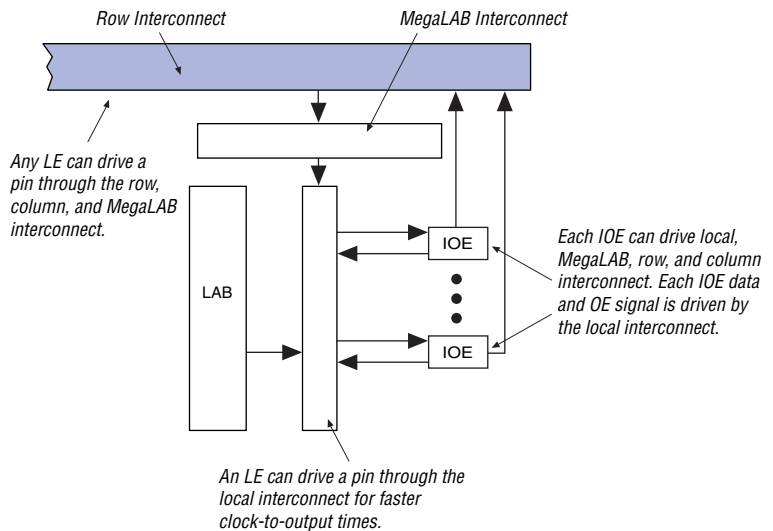 Row Interconnect
MegaLAB Interconnect
Any LE can drive a
pin through the row,
column, and MegaLAB
interconnect.
LAB
IOE
IOE
Each IOE can drive local,
MegaLAB, row, and column
interconnect. Each IOE data
and OE signal is driven by
the local interconnect.
An LE can drive a pin through the
local interconnect for faster
clock-to-output times.